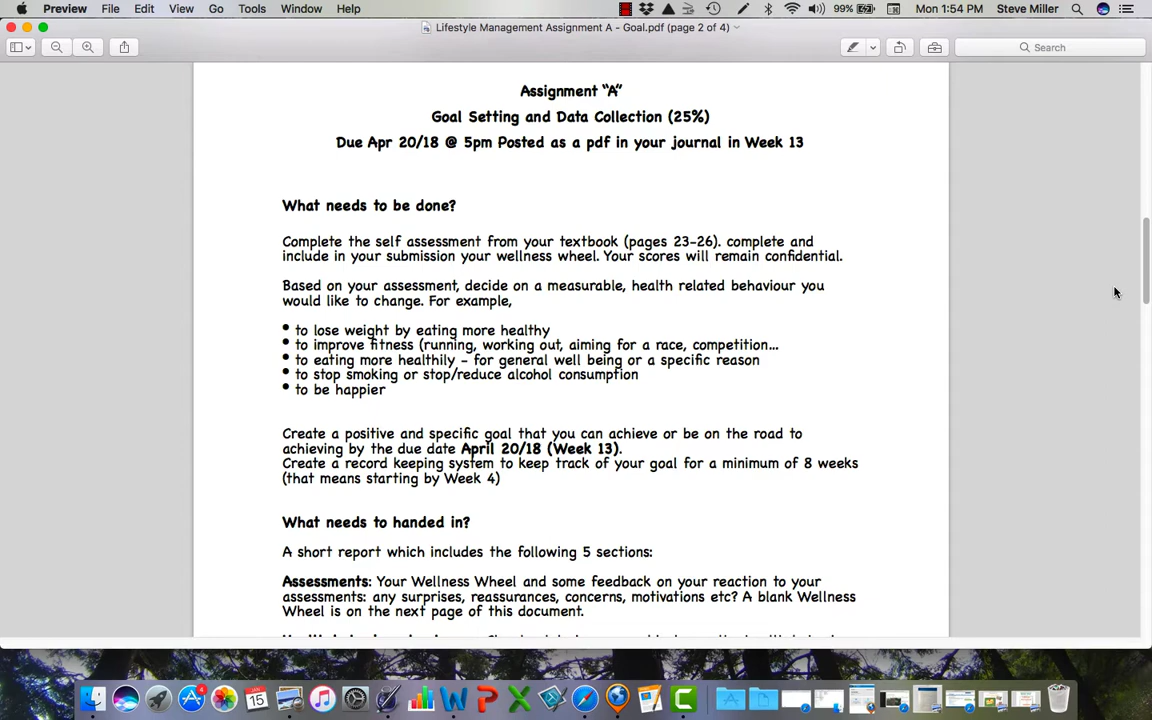 Preview File Edit View Go Tools Window Help 99% Mon 1:54 PM Steve Miller
Lifestyle Management Assignment A - Goal.pdf (page 2 of 4)
Search
Assignment “A”
Goal Setting and Data Collection (25%)
Due Apr 20/18 @ 5pm Posted as a pdf in your journal in Week 13
What needs to be done?
Complete the self assessment from your textbook (pages 23-26). complete and
include in your submission your wellness wheel. Your scores will remain confidential.
Based on your assessment, decide on a measurable, health related behaviour you
would like to change. For example,
• to lose weight by eating more healthy
• to improve fitness (running, working out, aiming for a race, competition...
• to eating more healthily - for general well being or a specific reason
• to stop smoking or stop/reduce alcohol consumption
• to be happier
Create a positive and specific goal that you can achieve or be on the road to
achieving by the due date April 20/18 (Week 13).
Create a record keeping system to keep track of your goal for a minimum of 8 weeks
(that means starting by Week 4)
What needs to handed in?
A short report which includes the following 5 sections:
Assessments: Your Wellness Wheel and some feedback on your reaction to your
assessments: any surprises, reassurances, concerns, motivations etc? A blank Wellness
Wheel is on the next page of this document.
4
15